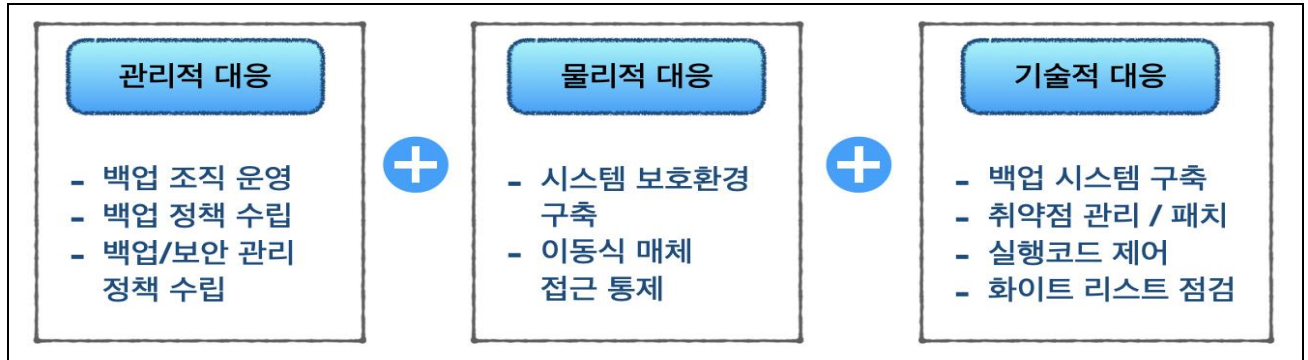 관리적 대응
- 백업 조직 운영
- 백업 정책 수립
- 백업/보안 관리
정책 수립
물리적 대응
- 시스템 보호환경
구축
- 이동식 매체
접근 통제
기술적 대응
- 백업 시스템 구축
- 취약점 관리 / 패치
- 실행코드 제어
- 화이트 리스트 점검